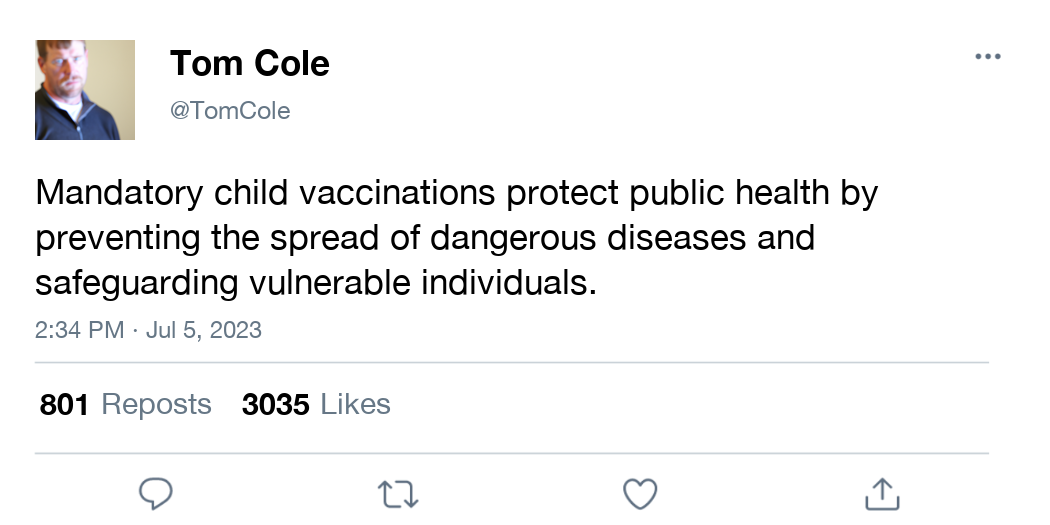 Tom Cole
@TomCole
Mandatory child vaccinations protect public health by
preventing the spread of dangerous diseases and
safeguarding vulnerable individuals.
2:34 PM · Jul 5, 2023
801 Reposts 3035 Likes